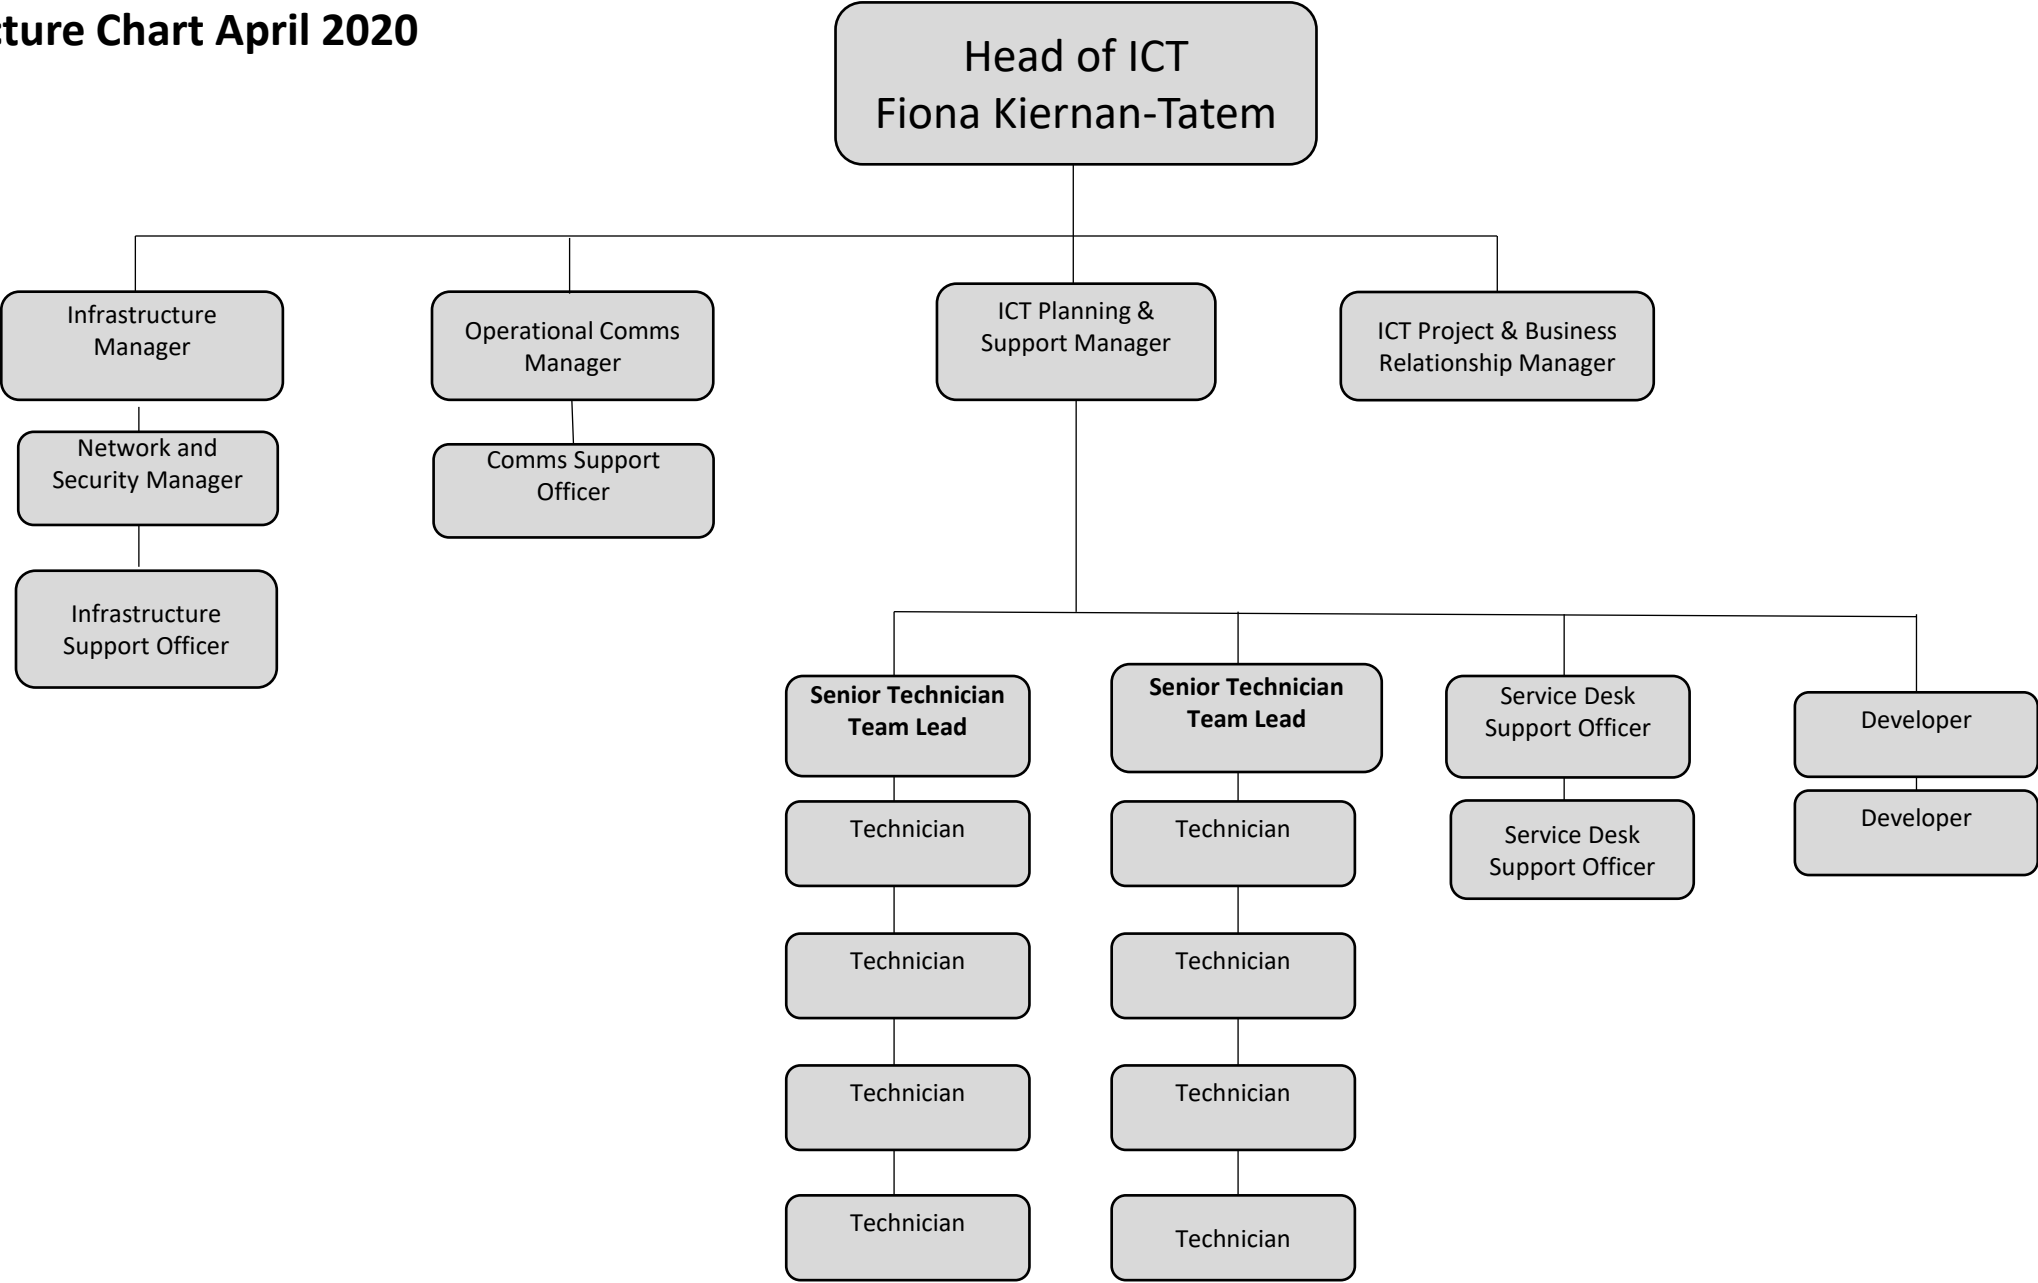 cture Chart April 2020
Head of ICT
Fiona Kiernan-Tatem
Infrastructure
Manager
Operational Comms
Manager
ICT Planning &
Support Manager
ICT Project & Business
Relationship Manager
Network and
Security Manager
Comms Support
Officer
Infrastructure
Support Officer
Senior Technician
Team Lead
Senior Technician
Team Lead
Service Desk
Support Officer
Developer
Technician
Technician
Service Desk
Support Officer
Developer
Technician
Technician
Technician
Technician
Technician
Technician